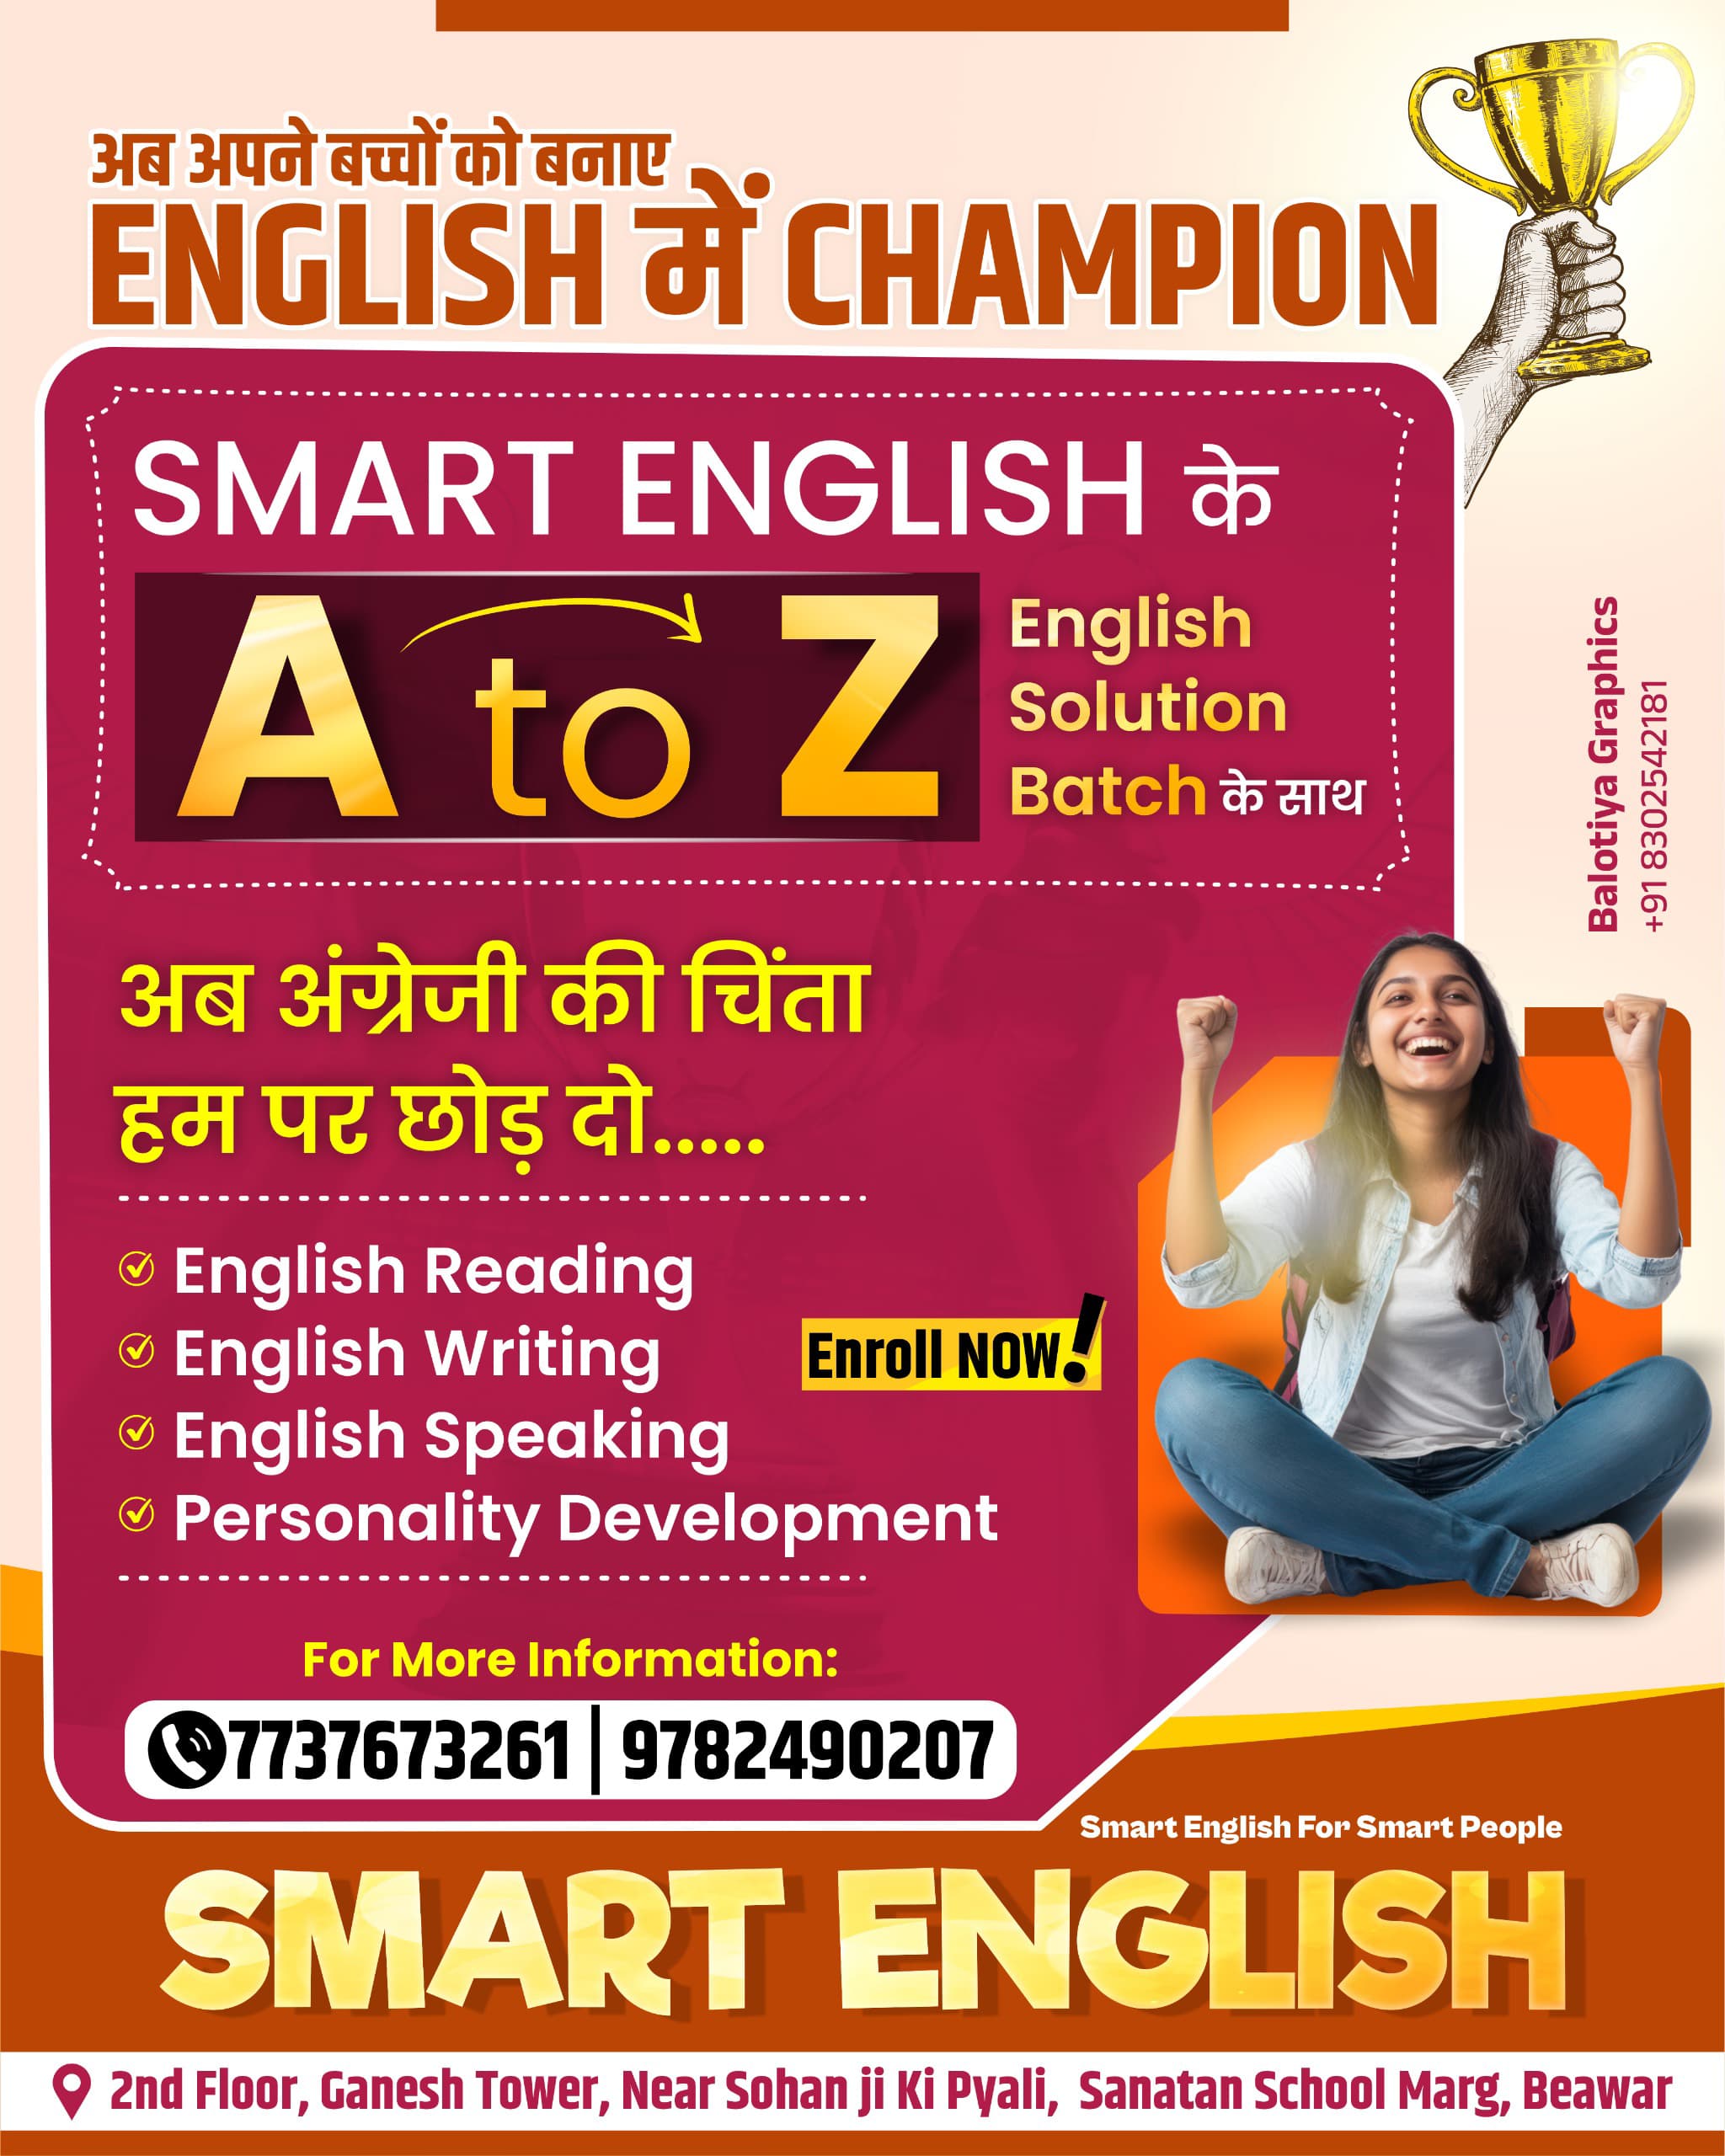 अब अपने बच्चों को बनाए
ENGLISH में CHAMPION
SMART ENGLISH के
A to Z
English
Solution
Batch के साथ
Balotiya Graphics
+91 8302542181
अब अंग्रेजी की चिंता
हम पर छोड़ दो.....
English Reading
English Writing
English Speaking
Personality Development
Enroll NOW!
For More Information:
7737673261 | 9782490207
Smart English For Smart People
SMART ENGLISH
2nd Floor, Ganesh Tower, Near Sohan ji Ki Pyali, Sanatan School Marg, Beawar